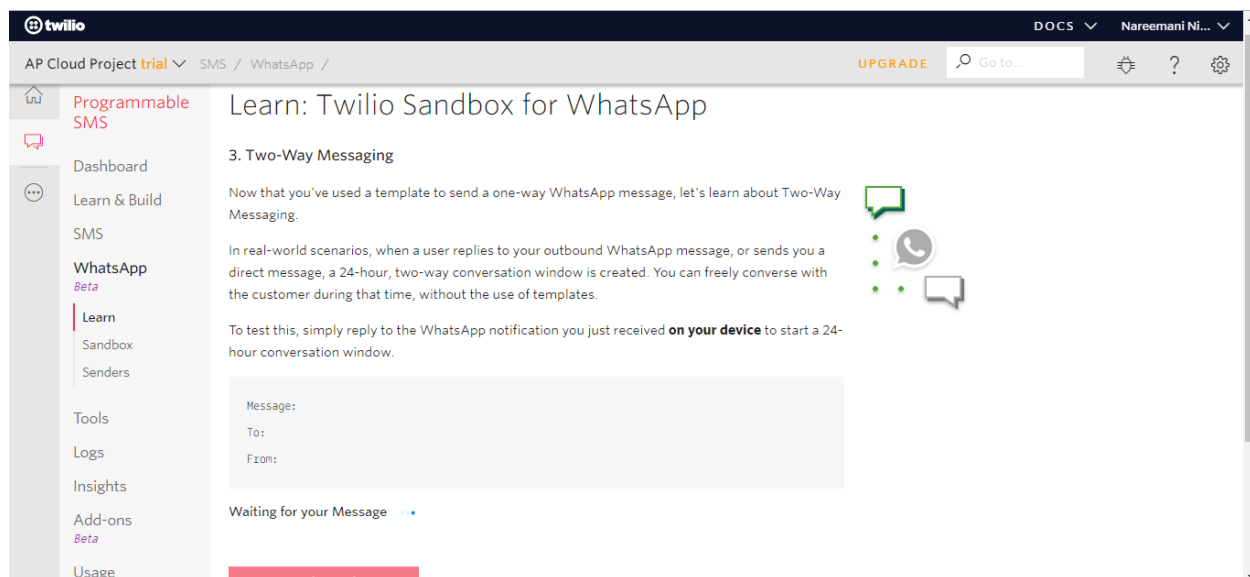 twilio
DOCS
Nareemani Ni...
AP Cloud Project trial
SMS / WhatsApp /
UPGRADE
Go to...
Programmable
SMS
Dashboard
Learn & Build
SMS
WhatsApp
Beta
Learn
Sandbox
Senders
Tools
Logs
Insights
Add-ons
Beta
Usage
Learn: Twilio Sandbox for WhatsApp
3. Two-Way Messaging
Now that you've used a template to send a one-way WhatsApp message, let's learn about Two-Way
Messaging.
In real-world scenarios, when a user replies to your outbound WhatsApp message, or sends you a
direct message, a 24-hour, two-way conversation window is created. You can freely converse with
the customer during that time, without the use of templates.
To test this, simply reply to the WhatsApp notification you just received on your device to start a 24-
hour conversation window.
Message:
To:
From:
Waiting for your Message